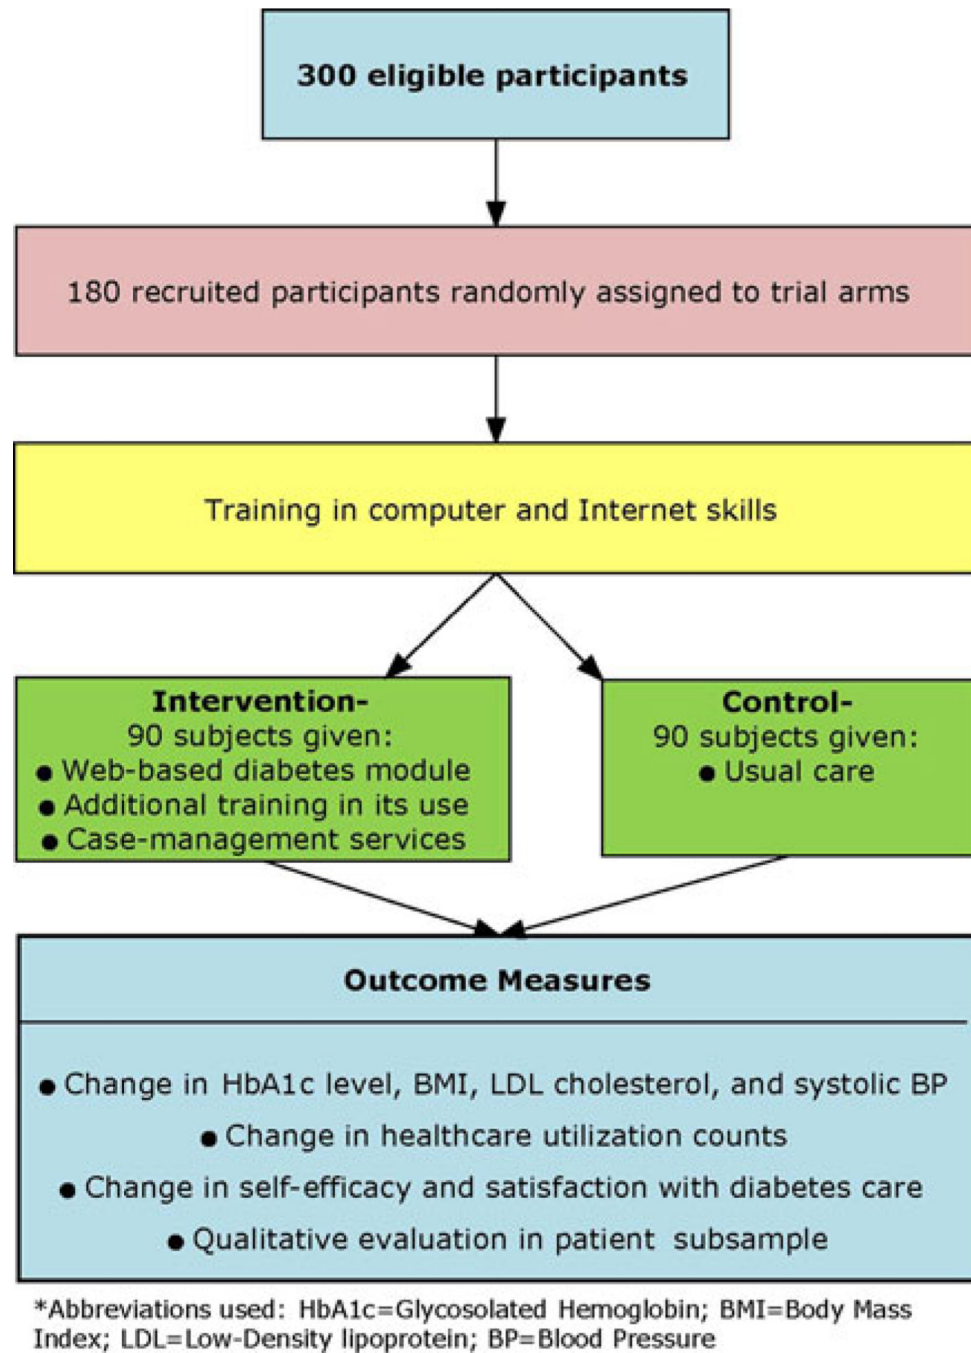 300 eligible participants
180 recruited participants randomly assigned to trial arms
Training in computer and Internet skills
Intervention-
90 subjects given:
● Web-based diabetes module
● Additional training in its use
● Case-management services
Control-
90 subjects given:
● Usual care
Outcome Measures
● Change in HbA1c level, BMI, LDL cholesterol, and systolic BP
● Change in healthcare utilization counts
● Change in self-efficacy and satisfaction with diabetes care
● Qualitative evaluation in patient subsample
*Abbreviations used: HbA1c=Glycosolated Hemoglobin; BMI=Body Mass
Index; LDL=Low-Density lipoprotein; BP=Blood Pressure